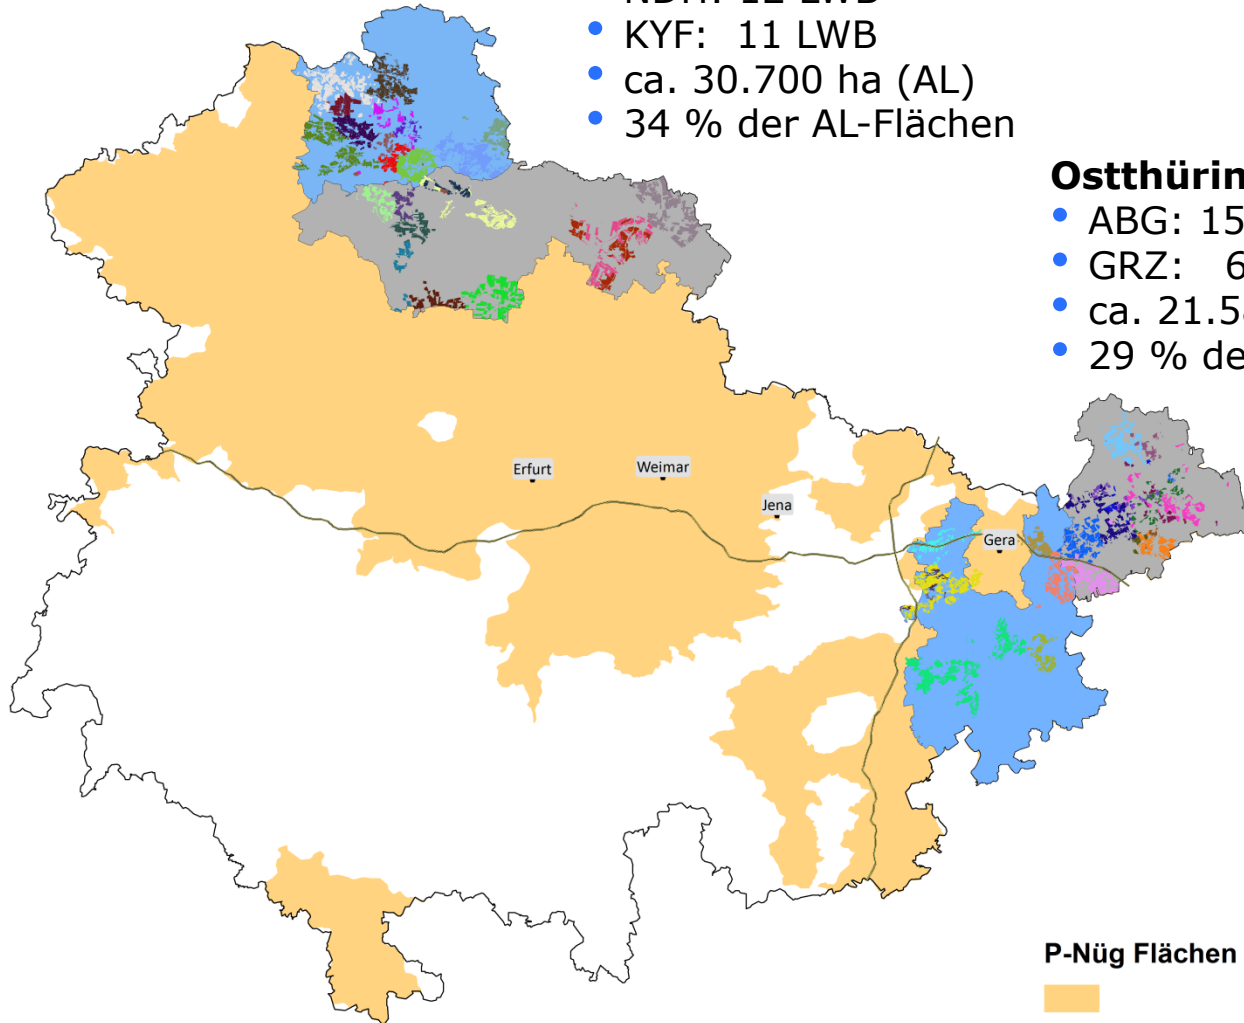 KYF: 11 LWB
ca. 30.700 ha (AL)
34 % der AL-Flächen
Ostthürin
ABG: 15
GRZ: 6
ca. 21.5
29 % de
Erfurt
Weimar
Jena
Gera
P-Nüg Flächen